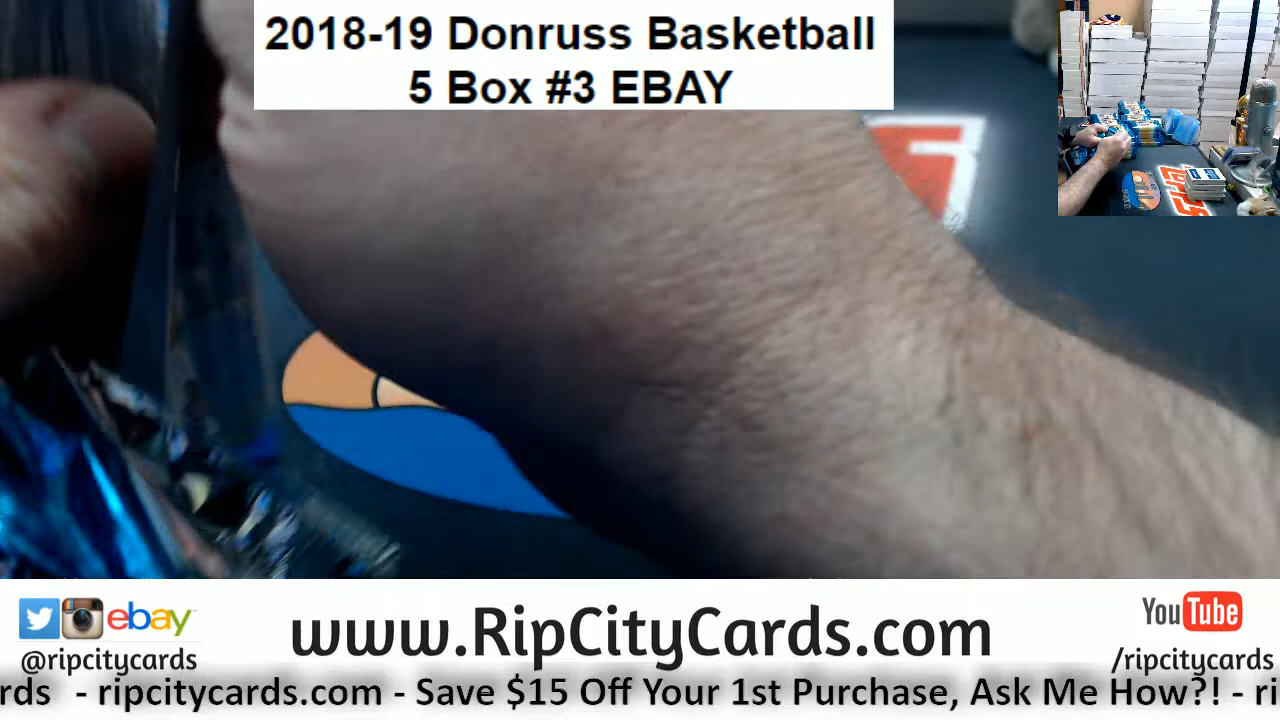 2018-19 Donruss Basketball
5 Box #3 EBAY
ebay
@ripcitycards
www.RipCityCards.com
YouTube
/ripcitycards
rds - ripcitycards.com - Save $15 Off Your 1st Purchase, Ask Me How?! - ri